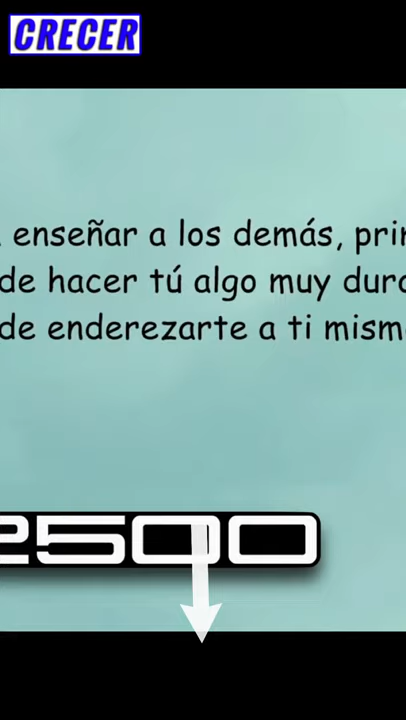 CRECER
enseñar a los demás,
de hacer tú algo muy
de enderezarte a ti
2500